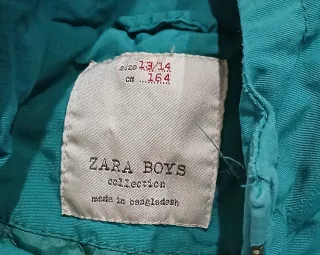 size 13/14
cm ...164
ZARA BOYS
collection
made in bangladesh